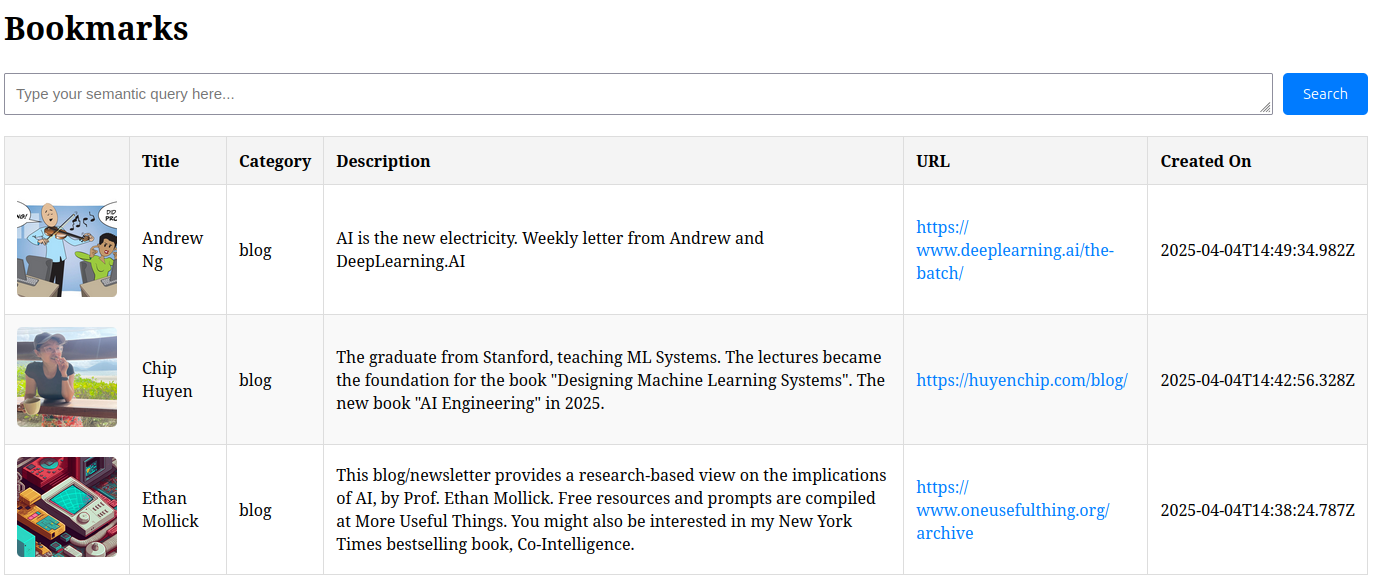 Bookmarks
Type your semantic query here...
Search
Title Category Description URL Created On
Andrew
Ng
blog
AI is the new electricity. Weekly letter from Andrew and
DeepLearning.AI
https://
www.deeplearning.ai/the-
batch/
2025-04-04T14:49:34.982Z
Chip
Huyen
blog
The graduate from Stanford, teaching ML Systems. The lectures became
the foundation for the book "Designing Machine Learning Systems". The
new book "AI Engineering" in 2025.
https://huyenchip.com/blog/
2025-04-04T14:42:56.328Z
Ethan
Mollick
blog
This blog/newsletter provides a research-based view on the implications
of AI, by Prof. Ethan Mollick. Free resources and prompts are compiled
at More Useful Things. You might also be interested in my New York
Times bestselling book, Co-Intelligence.
https://
www.oneusefulthing.org/
archive
2025-04-04T14:38:24.787Z